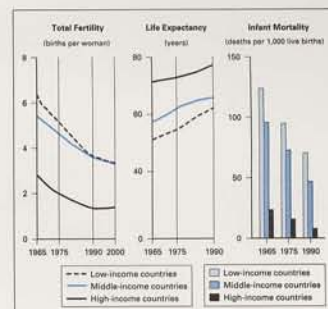 Total Fertility
(births per woman)
8
6
4
2
0
1965 1975 1990 2000
Life Expectancy
(years)
80
60
40
0
1965 1975 1990
Infant Mortality
(deaths per 1,000 live births)
150
100
50
0
1965 1975 1990
Low-income countries
Middle-income countries
High-income countries
Low-income countries
Middle-income countries
High-income countries